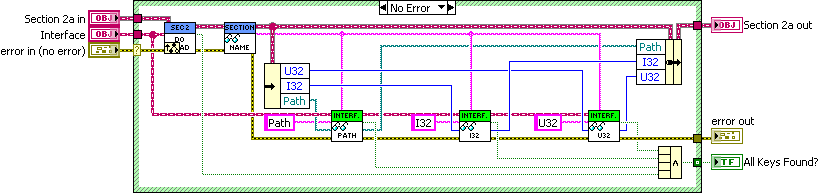 No Error
Section 2a in
OBJ
Interface
OBJ
error in (no error)
?
SEC2
DO
AD
SECTION
NAME
U32
I32
Path
Path
INTERF.
PATH
I32
INTERF.
I32
U32
INTERF.
U32
Path
I32
U32
OBJ
Section 2a out
error out
TF
All Keys Found?